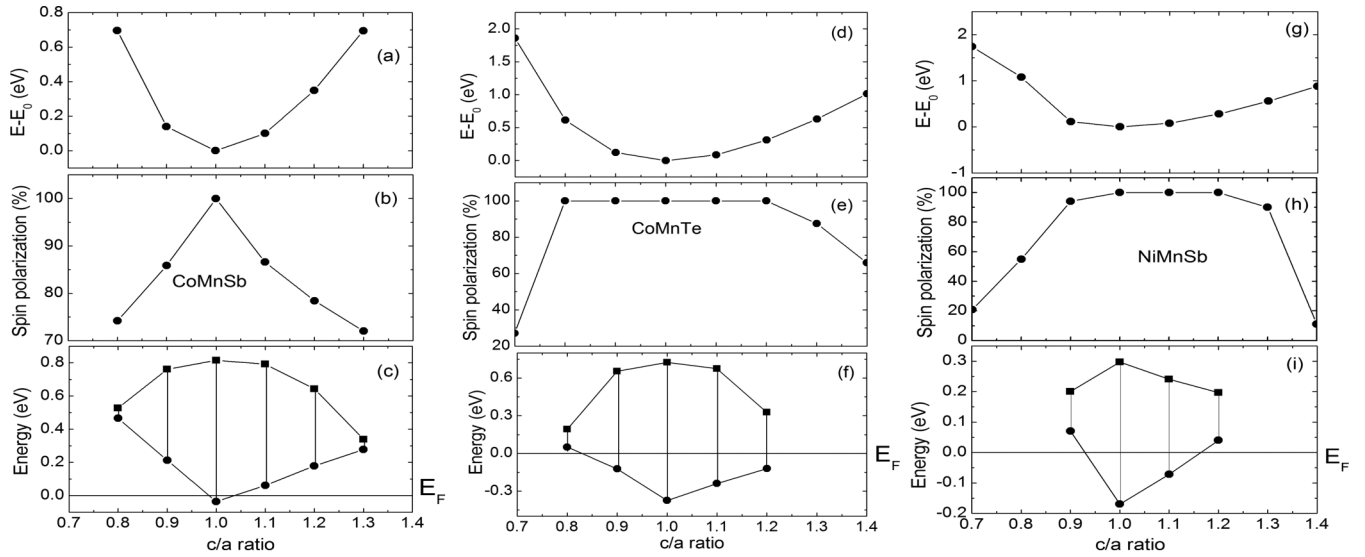 0.8
0.6
0.4
0.2
0.0
E-E0 (eV)
(a)
100
90
80
70
Spin polarization (%)
(b)
CoMnSb
0.8
0.6
0.4
0.2
0.0
Energy (eV)
(c)
EF
0.7 0.8 0.9 1.0 1.1 1.2 1.3 1.4
c/a ratio
2.0
1.5
1.0
0.5
0.0
E-E0 (eV)
(d)
100
80
60
40
20
Spin polarization (%)
(e)
CoMnTe
0.6
0.3
0.0
-0.3
Energy (eV)
(f)
EF
0.7 0.8 0.9 1.0 1.1 1.2 1.3 1.4
c/a ratio
2
1
0
-1
E-E0 (eV)
(g)
100
80
60
40
20
0
Spin polarization (%)
(h)
NiMnSb
0.3
0.2
0.1
0.0
-0.1
-0.2
Energy (eV)
(i)
EF
0.7 0.8 0.9 1.0 1.1 1.2 1.3 1.4
c/a ratio